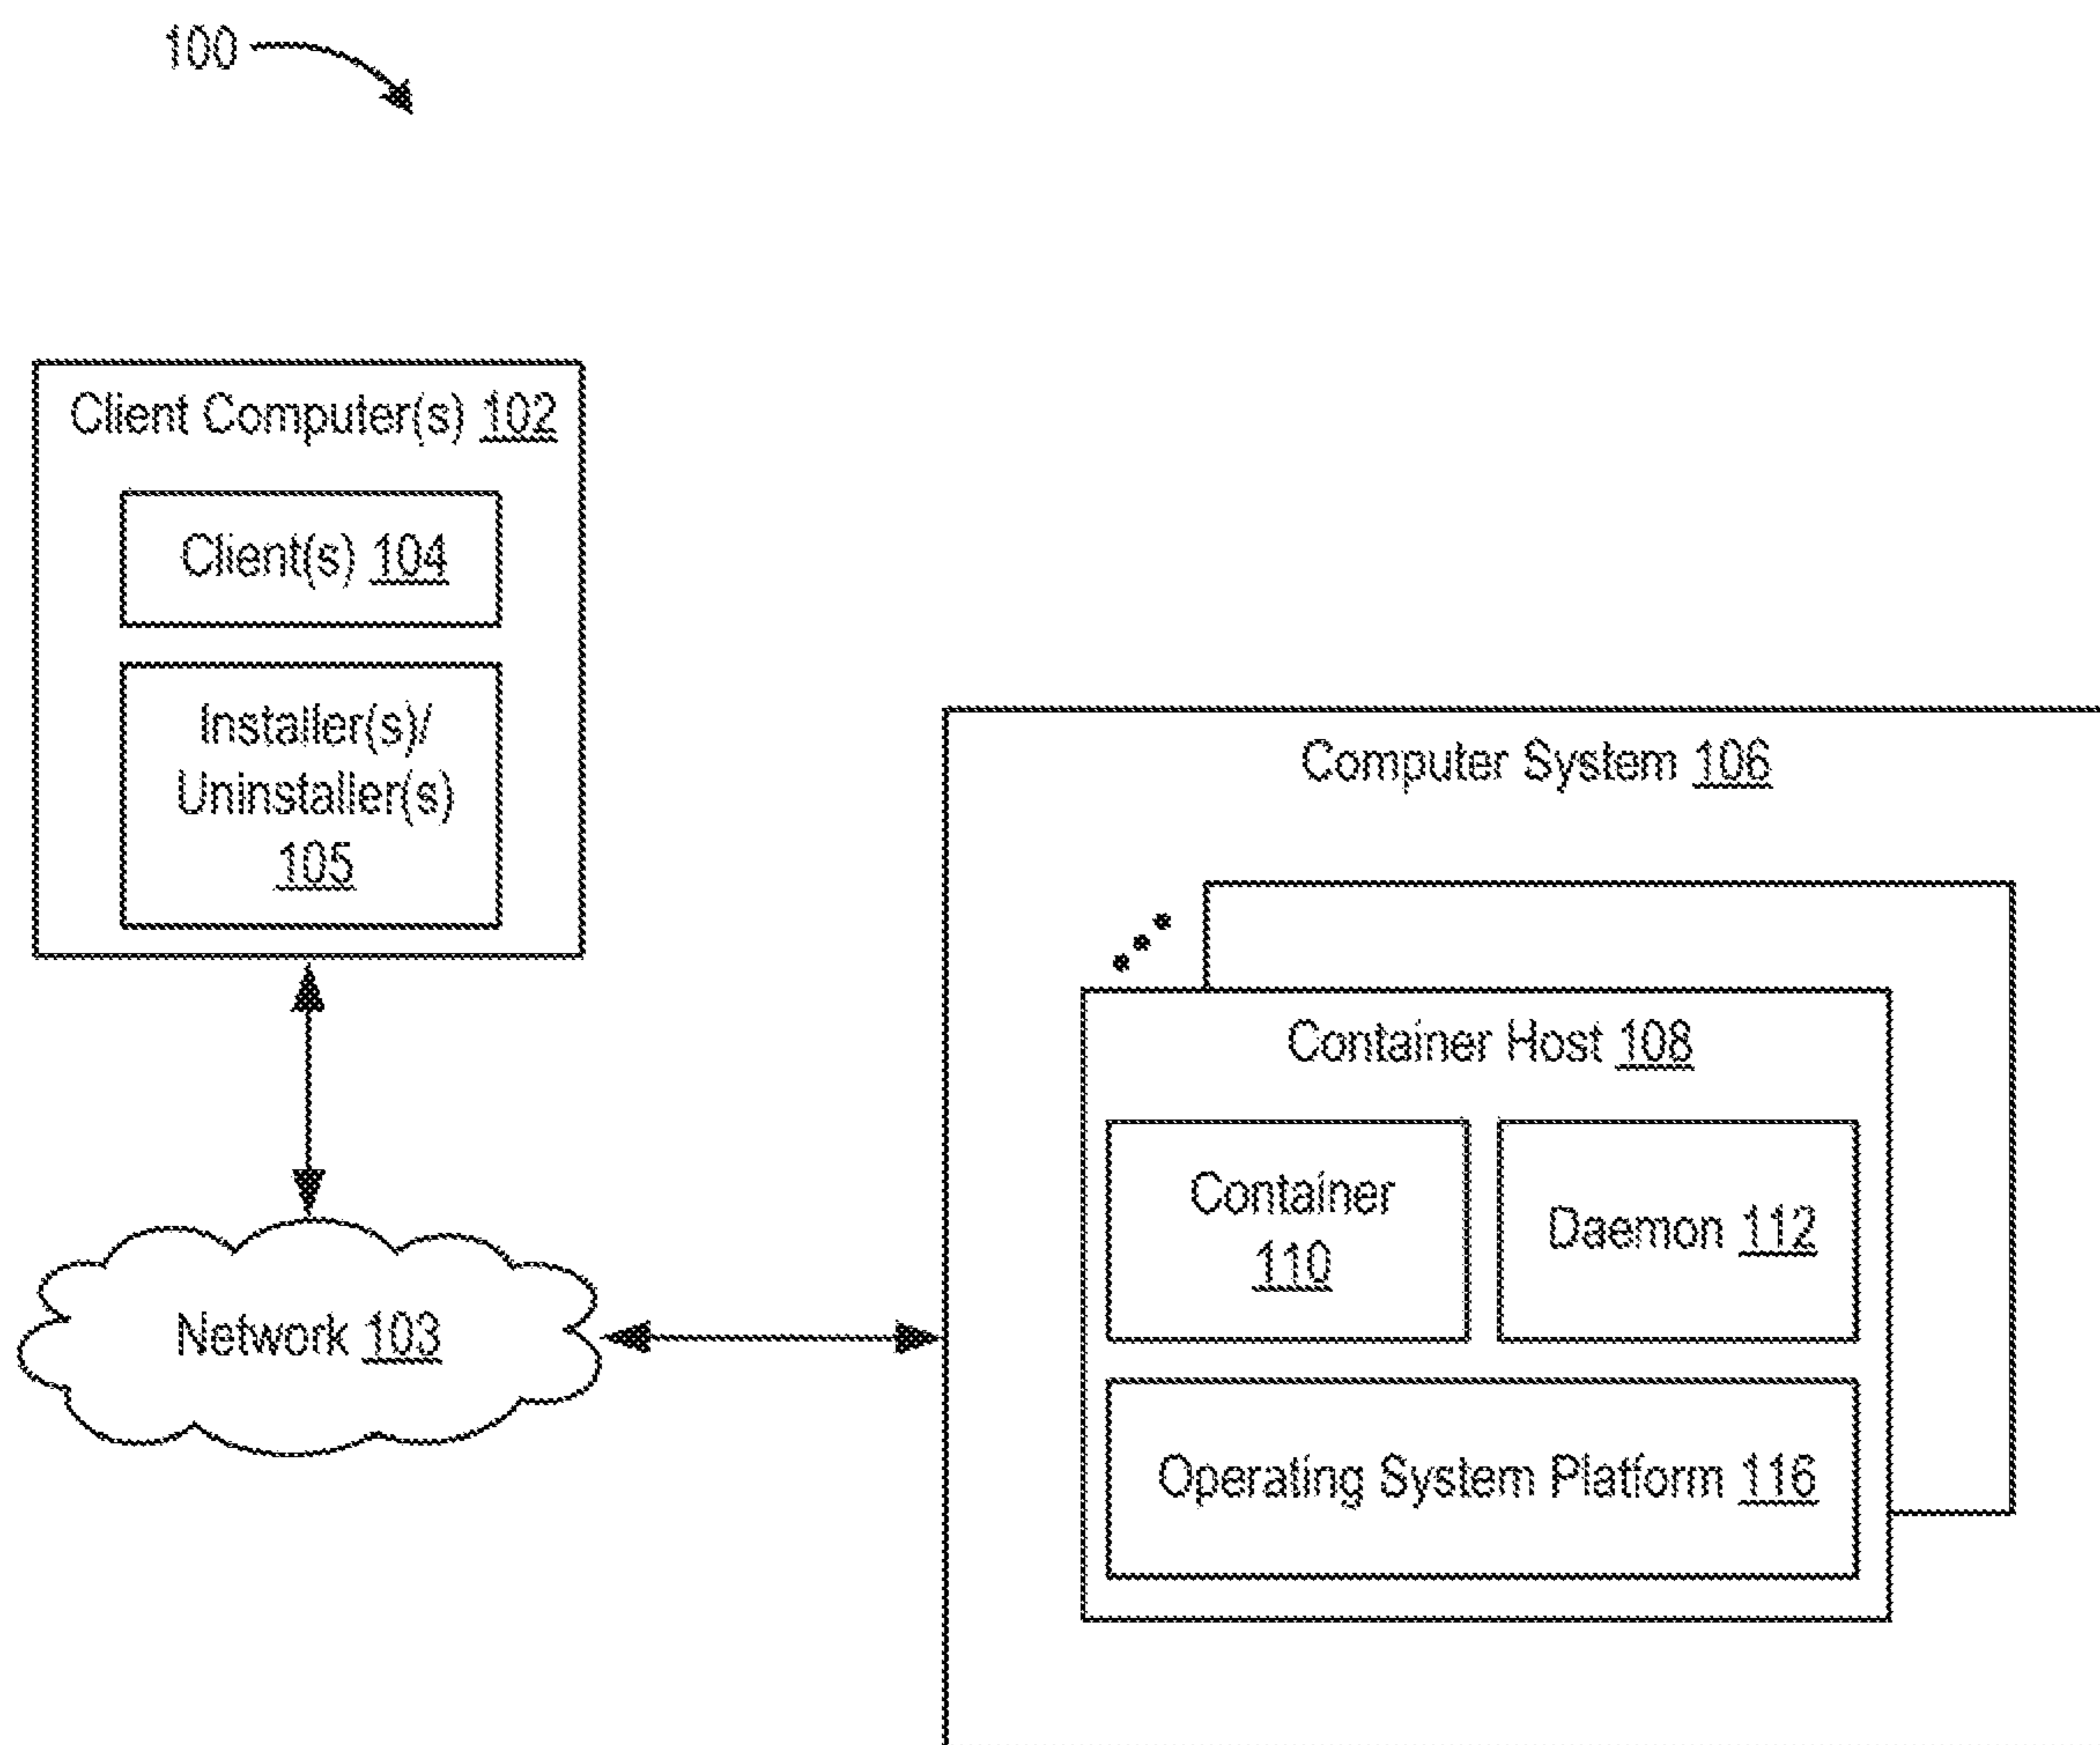 100
Client Computer(s) 102
Client(s) 104
Installer(s)/
Uninstaller(s)
105
Network 103
Computer System 106
Container Host 108
Container
110
Daemon 112
Operating System Platform 116